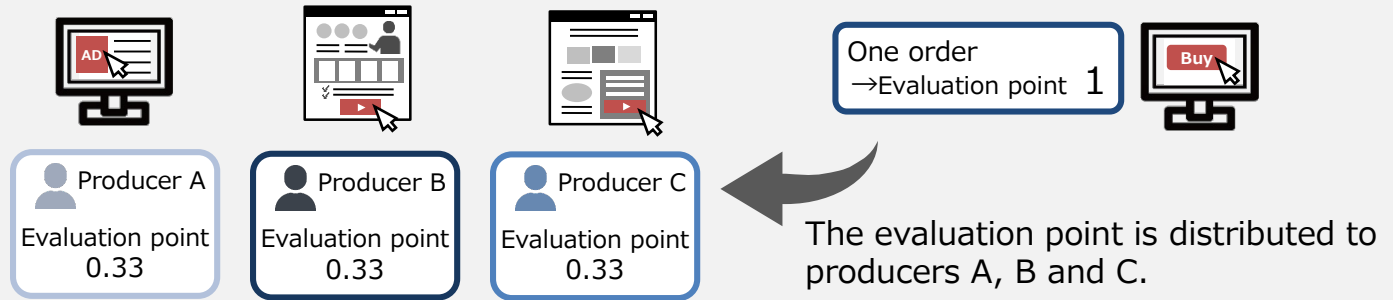 AD
One order
→Evaluation point 1
Buy
Producer A
Evaluation point
0.33
Producer B
Evaluation point
0.33
Producer C
Evaluation point
0.33
The evaluation point is distributed to
producers A, B and C.